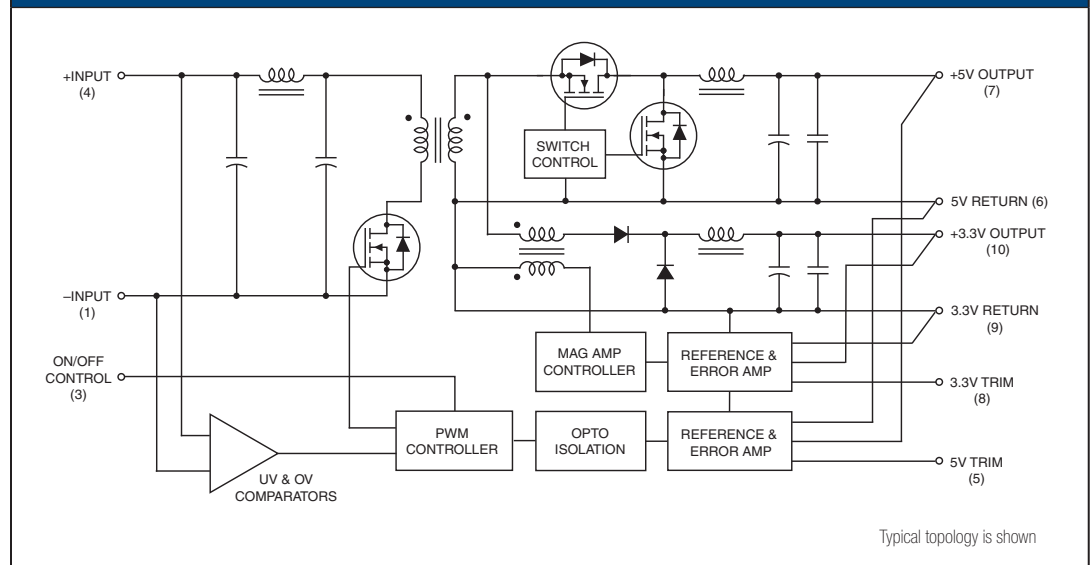 +INPUT
(4)
–INPUT
(1)
ON/OFF
CONTROL
(3)
SWITCH
CONTROL
+5V OUTPUT
(7)
5V RETURN (6)
+3.3V OUTPUT
(10)
3.3V RETURN
(9)
3.3V TRIM
(8)
5V TRIM
(5)
MAG AMP
CONTROLLER
REFERENCE &
ERROR AMP
PWM
CONTROLLER
OPTO
ISOLATION
REFERENCE &
ERROR AMP
UV & OV
COMPARATORS
Typical topology is shown